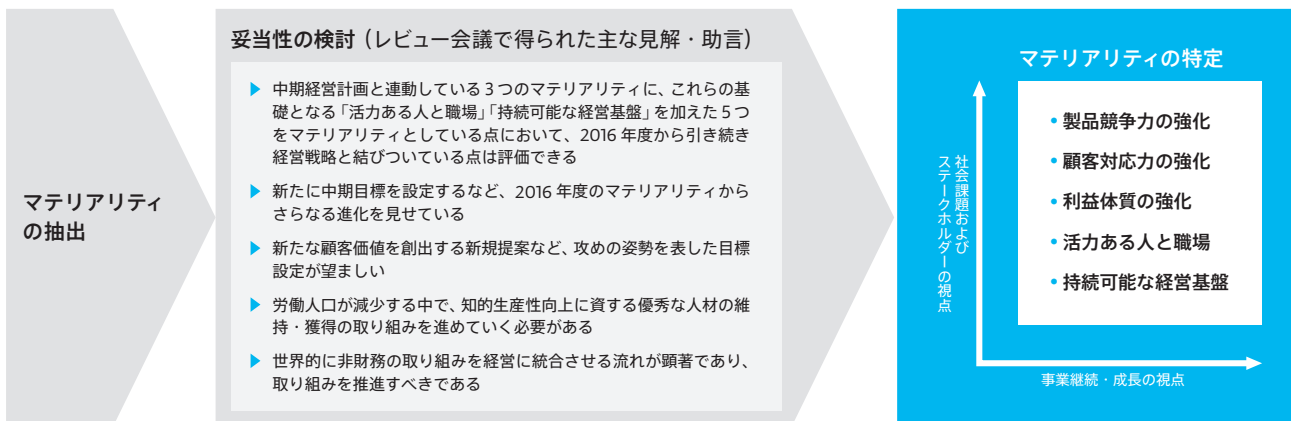 マテリアリティ
の抽出
妥当性の検討（レビュー会議で得られた主な見解・助言）
▶ 中期経営計画と連動している３つのマテリアリティに、これらの基
礎となる「活力ある人と職場」「持続可能な経営基盤」を加えた５つ
をマテリアリティとしている点において、2016 年度から引き続き
経営戦略と結びついている点は評価できる
▶ 新たに中期目標を設定するなど、2016 年度のマテリアリティから
さらなる進化を見せている
▶ 新たな顧客価値を創出する新規提案など、攻めの姿勢を表した目標
設定が望ましい
▶ 労働人口が減少する中で、知的生産性向上に資する優秀な人材の維
持・獲得の取り組みを進めていく必要がある
▶ 世界的に非財務の取り組みを経営に統合させる流れが顕著であり、
取り組みを推進すべきである
マテリアリティの特定
社会課題および
ステークホルダーの視点
• 製品競争力の強化
• 顧客対応力の強化
• 利益体質の強化
• 活力ある人と職場
• 持続可能な経営基盤
事業継続・成長の視点